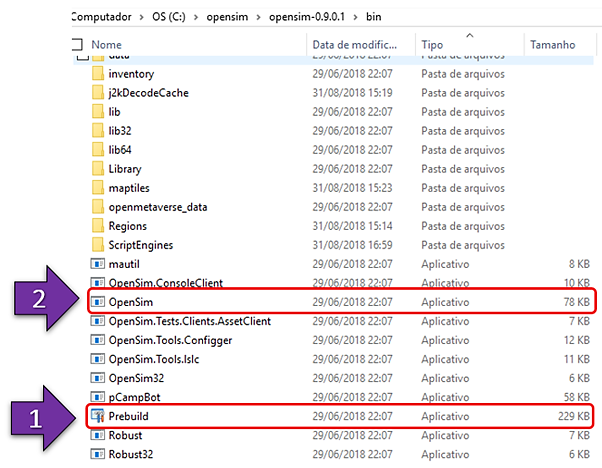 Computador > OS (C:) > opensim > opensim-0.9.0.1 > bin
Nome Data de modific... Tipo Tamanho
data 29/06/2018 22:07 Pasta de arquivos
inventory 29/06/2018 22:07 Pasta de arquivos
j2kDecodeCache 31/08/2018 15:19 Pasta de arquivos
lib 29/06/2018 22:07 Pasta de arquivos
lib32 29/06/2018 22:07 Pasta de arquivos
lib64 29/06/2018 22:07 Pasta de arquivos
Library 29/06/2018 22:07 Pasta de arquivos
maptiles 31/08/2018 15:23 Pasta de arquivos
openmetaverse_data 29/06/2018 22:07 Pasta de arquivos
Regions 31/08/2018 15:14 Pasta de arquivos
ScriptEngines 31/08/2018 16:59 Pasta de arquivos
mautil 29/06/2018 22:07 Aplicativo 8 KB
OpenSim.ConsoleClient 29/06/2018 22:07 Aplicativo 10 KB
2 OpenSim 29/06/2018 22:07 Aplicativo 78 KB
OpenSim.Tests.Clients.AssetClient 29/06/2018 22:07 Aplicativo 7 KB
OpenSim.Tools.Configger 29/06/2018 22:07 Aplicativo 12 KB
OpenSim.Tools.lslc 29/06/2018 22:07 Aplicativo 11 KB
OpenSim32 29/06/2018 22:07 Aplicativo 6 KB
pCampBot 29/06/2018 22:07 Aplicativo 58 KB
1 Prebuild 29/06/2018 22:07 Aplicativo 229 KB
Robust 29/06/2018 22:07 Aplicativo 7 KB
Robust32 29/06/2018 22:07 Aplicativo 6 KB